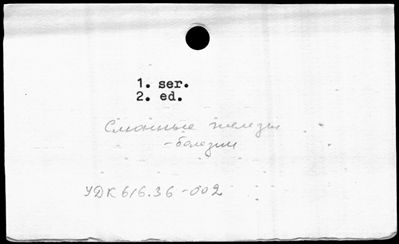 1. ser.
2. ed.
Слюнные железы
- болезни
УДК 616.36-002